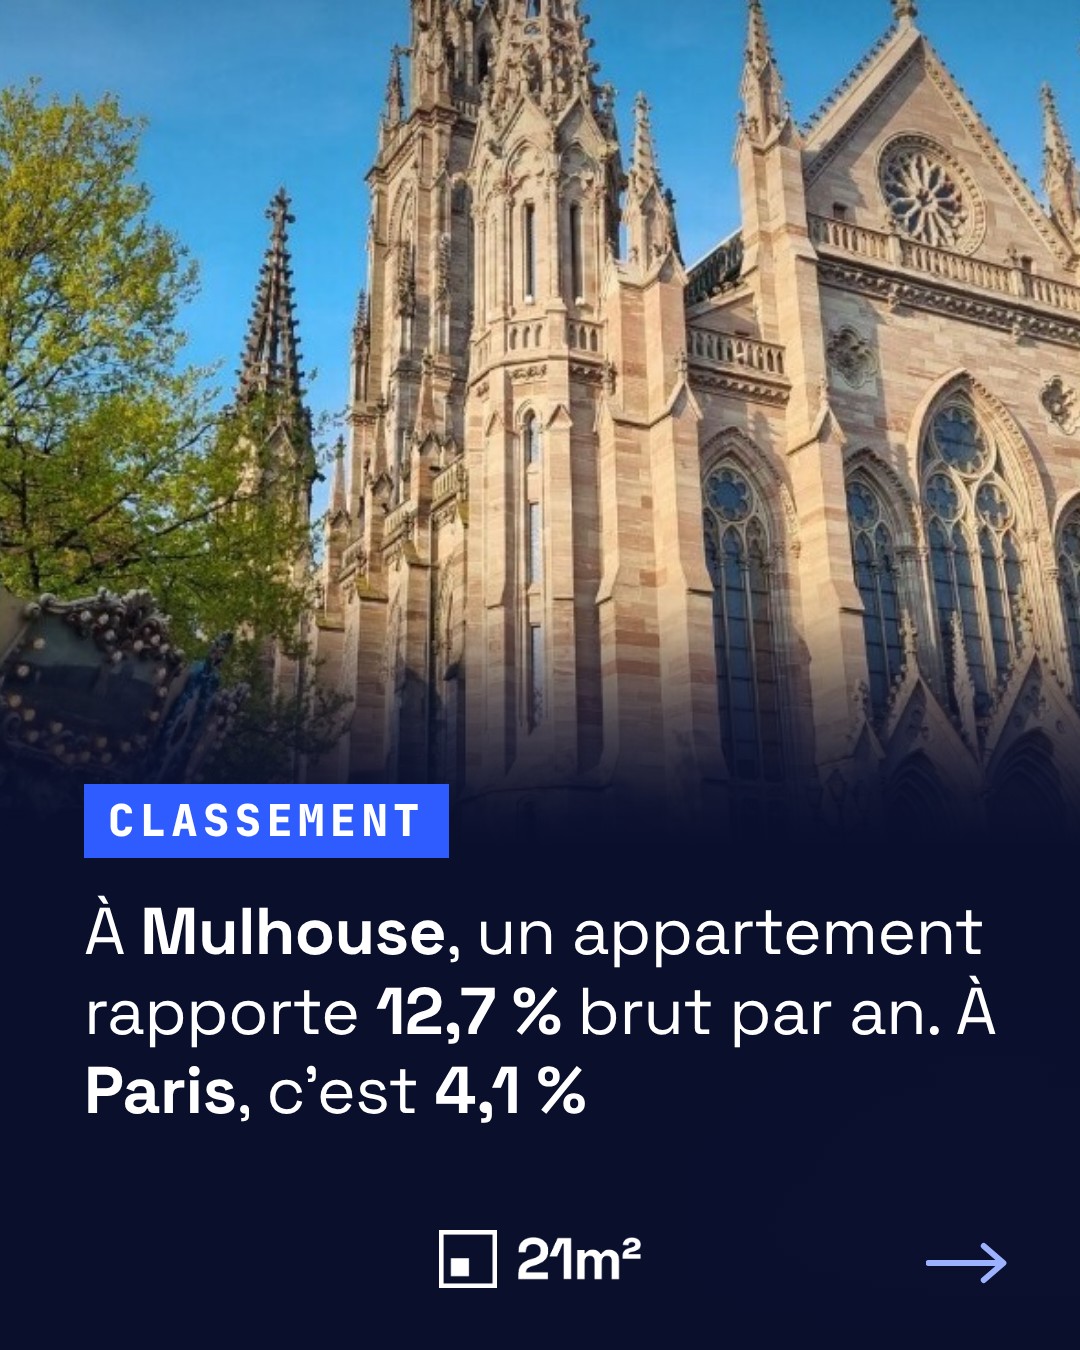 CLASSEMENT
À Mulhouse, un appartement
rapporte 12,7 % brut par an. À
Paris, c’est 4,1 %
21m²